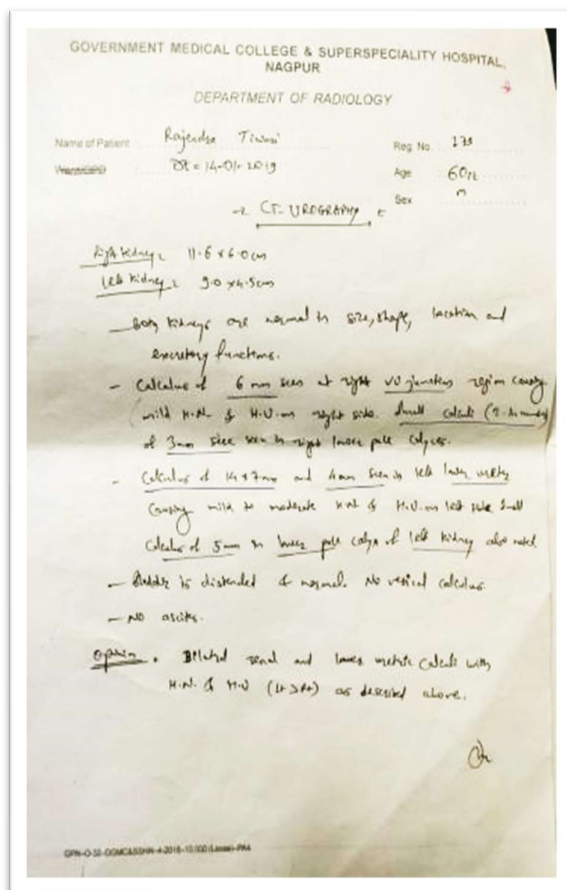 GOVERNMENT MEDICAL COLLEGE & SUPERSPECIALITY HOSPITAL,
NAGPUR
DEPARTMENT OF RADIOLOGY
Name of Patient Rajendra Tiwari Reg. No. 175
Dt = 14-01-2019 Age 60
Sex m
CT-UROGRAPHY
Right kidney 11.6 x 6.0 cm
Left kidney 9.0 x 4.5 cm
- Both kidneys are normal in size, shape, location and
excretory functions.
- Calculus of 6 mm seen at right VU junction region causing
mild H.N. & H.U. on right side. Small calculi
of 3mm size seen in right lower pole calyces.
- Calculus of 14 x 7mm and 4mm seen in left lower ureter
causing mild to moderate H.N. & H.U. on left side. Small
calculus of 5mm in lower pole calyx of left kidney also noted
- Bladder is distended & normal. No vesical calculus.
- No ascites.
Opinion. Bilateral renal and lower ureteric calculi with
H.N. & H.U (Lt > Rt) as described above.